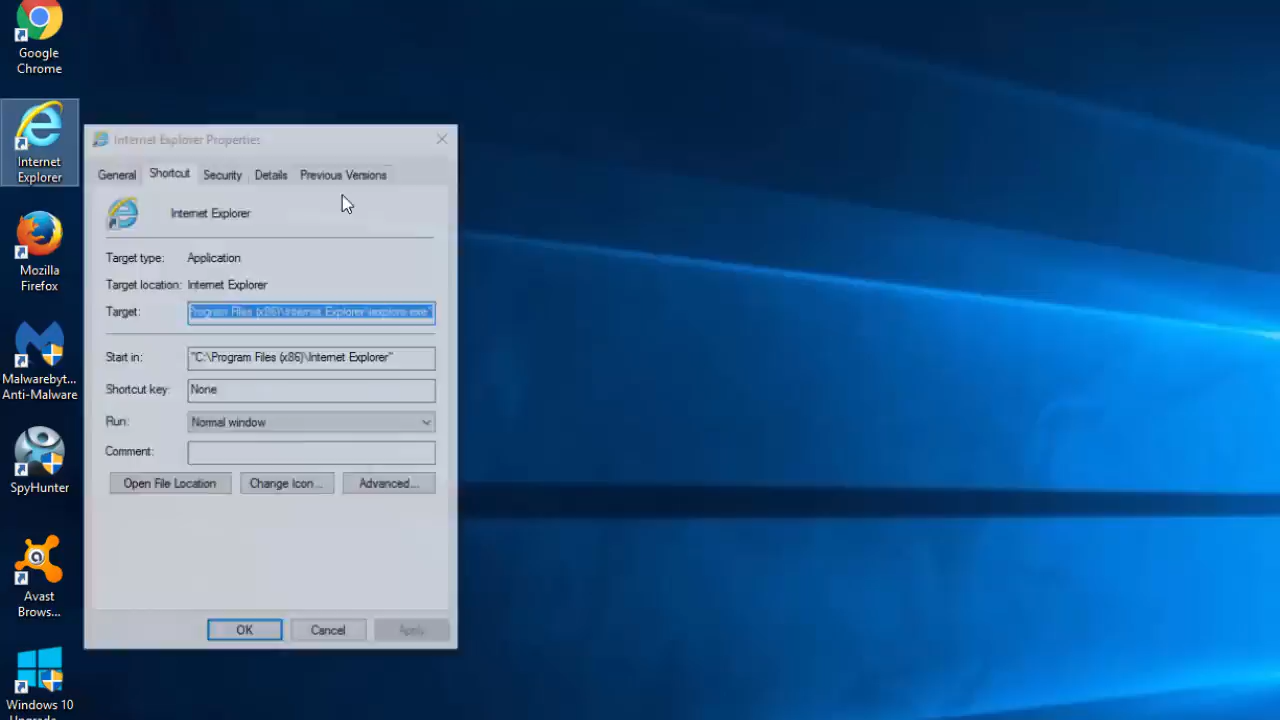 Google
Chrome
Internet
Explorer
Mozilla
Firefox
Malwarebyt...
Anti-Malware
SpyHunter
Avast
Brows...
Windows 10
Internet Explorer Properties
General Shortcut Security Details Previous Versions
Internet Explorer
Target type: Application
Target location: Internet Explorer
Target: Program Files (x86)\Internet Explorer\iexplore.exe"
Start in: "C:\Program Files (x86)\Internet Explorer"
Shortcut key: None
Run: Normal window
Comment:
Open File Location Change Icon... Advanced...
OK Cancel Apply